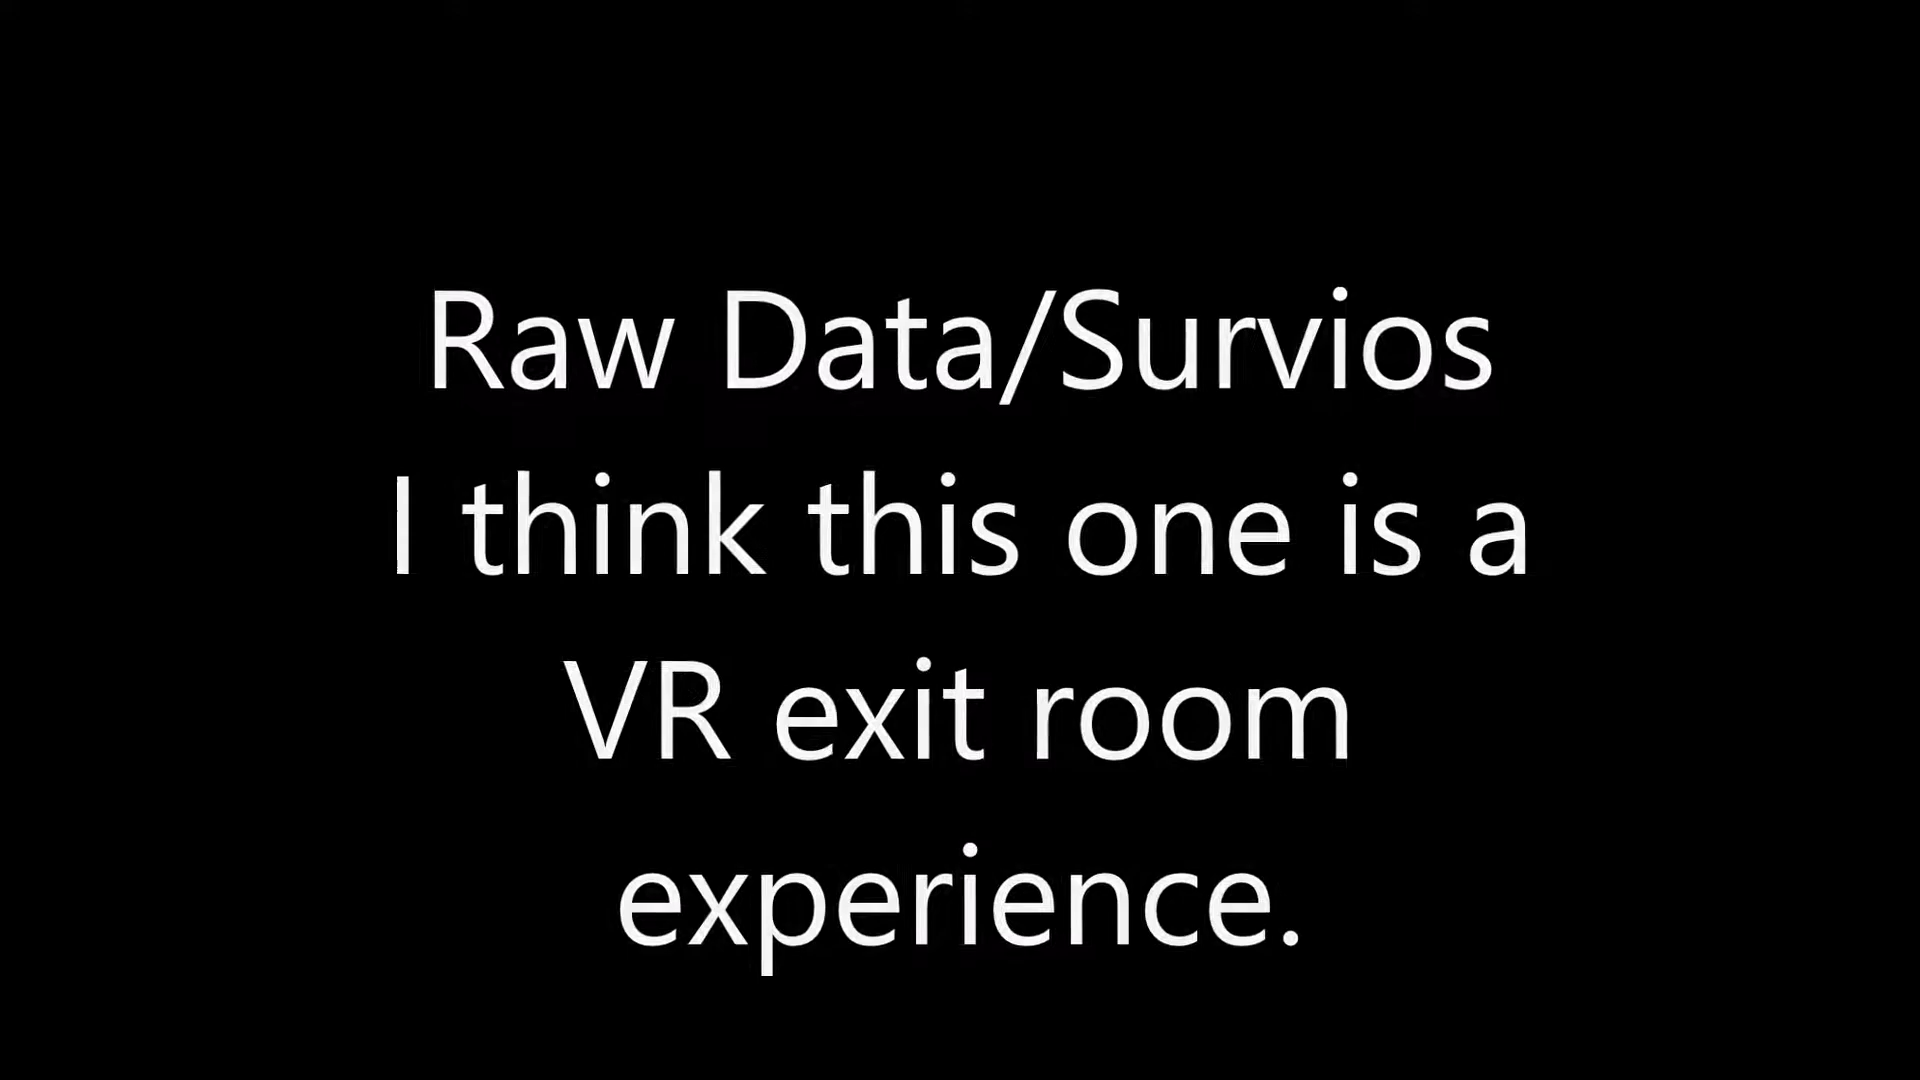 Raw Data/Survios
I think this one is a
VR exit room
experience.